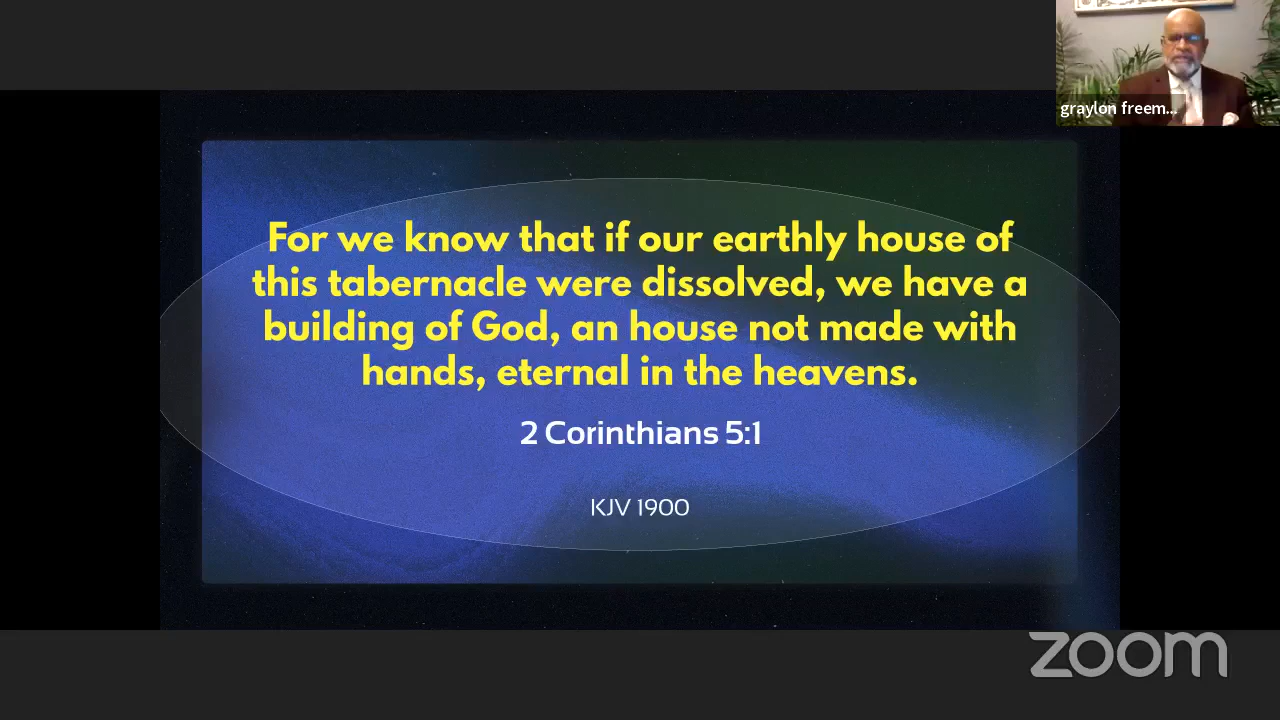 graylon freem...
For we know that if our earthly house of
this tabernacle were dissolved, we have a
building of God, an house not made with
hands, eternal in the heavens.
2 Corinthians 5:1
KJV 1900
zoom